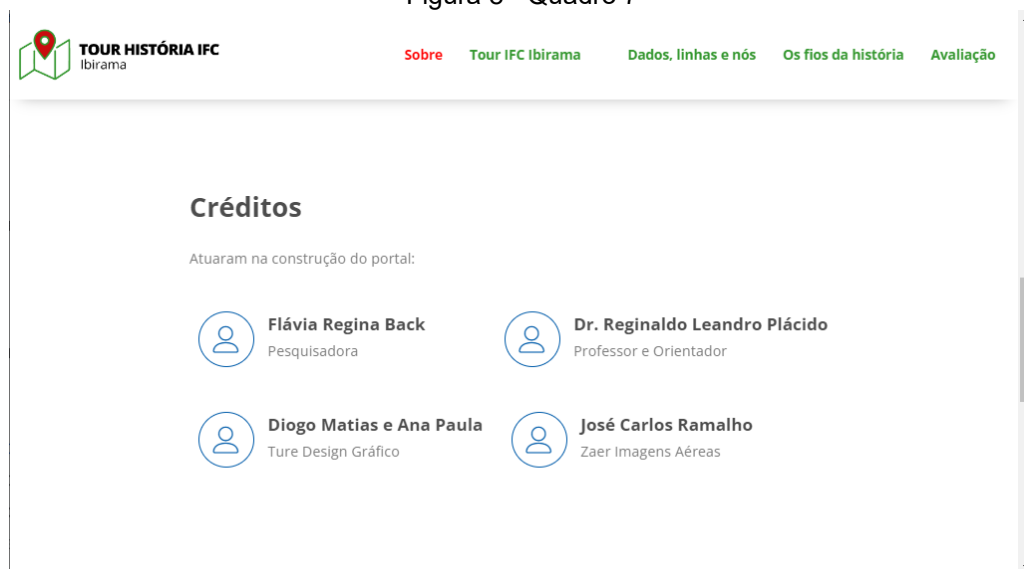 TOUR HISTÓRIA IFC
Ibirama
Sobre Tour IFC Ibirama Dados, linhas e nós Os fios da história Avaliação
Créditos
Atuaram na construção do portal:
Flávia Regina Back
Pesquisadora
Dr. Reginaldo Leandro Plácido
Professor e Orientador
Diogo Matias e Ana Paula
Ture Design Gráfico
José Carlos Ramalho
Zaer Imagens Aéreas